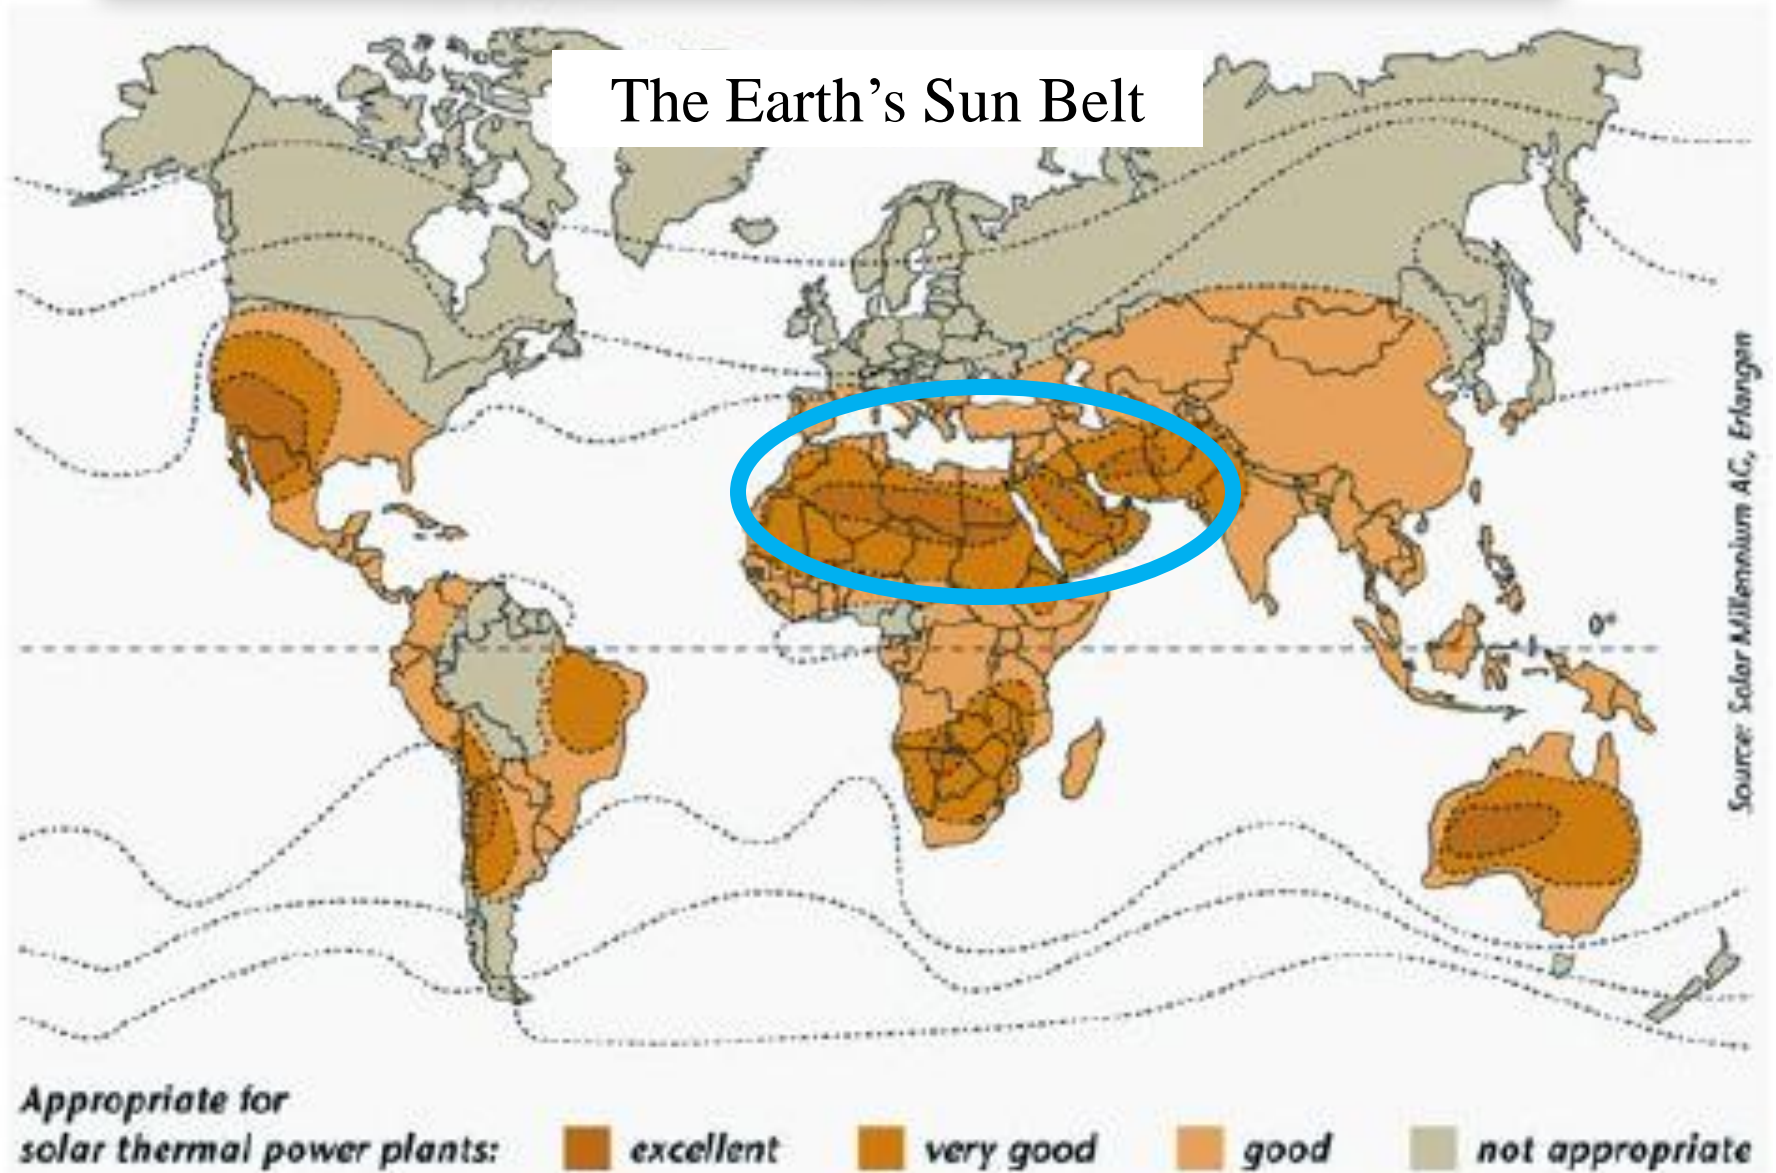 The Earth’s Sun Belt
0°
Source: Solar Millennium AG, Erlangen
Appropriate for
solar thermal power plants: excellent very good good not appropriate